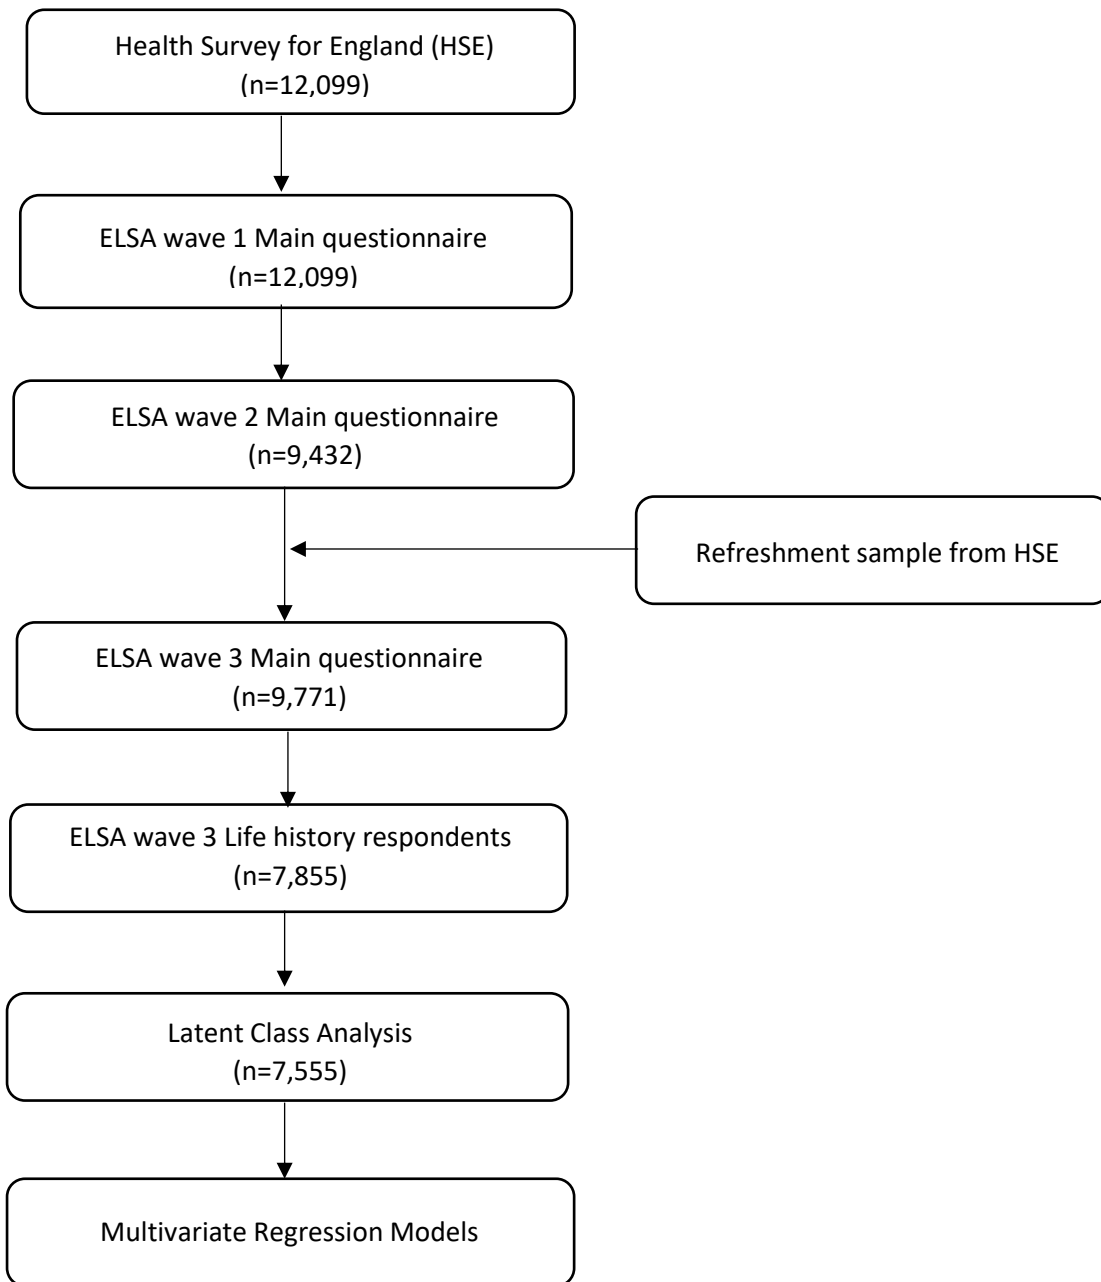 Health Survey for England (HSE)
(n=12,099)
ELSA wave 1 Main questionnaire
(n=12,099)
ELSA wave 2 Main questionnaire
(n=9,432)
Refreshment sample from HSE
ELSA wave 3 Main questionnaire
(n=9,771)
ELSA wave 3 Life history respondents
(n=7,855)
Latent Class Analysis
(n=7,555)
Multivariate Regression Models